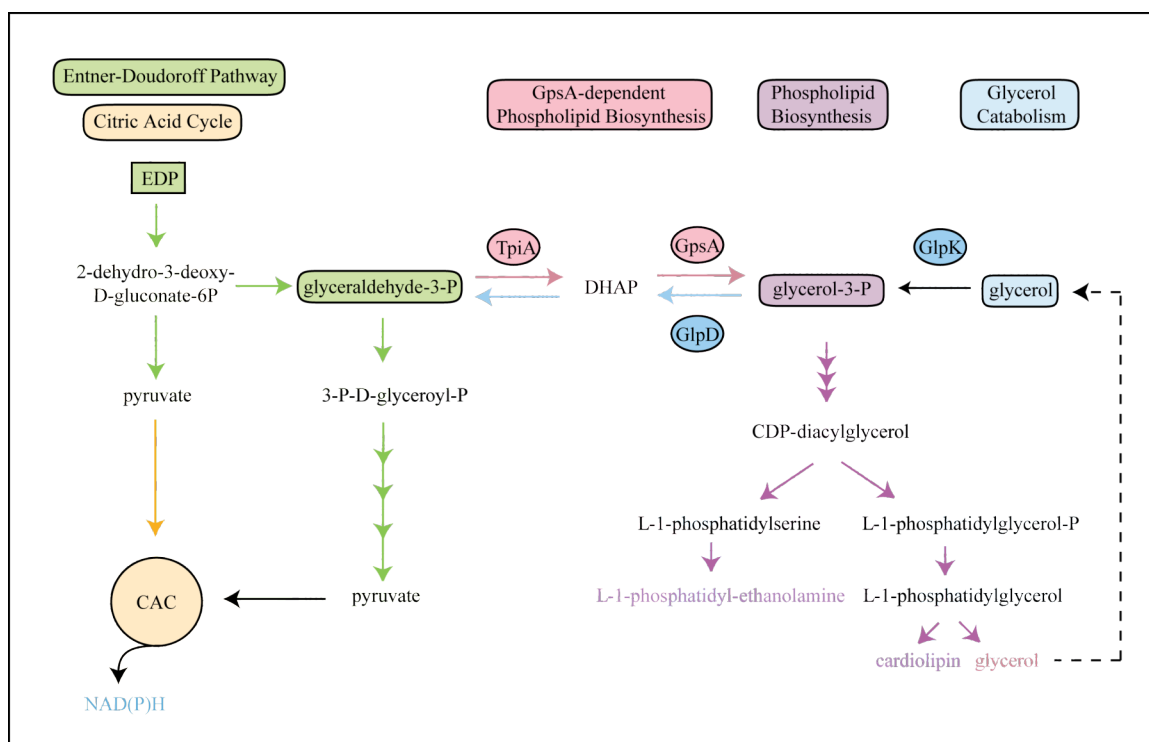 Entner-Doudoroff Pathway
Citric Acid Cycle
GpsA-dependent
Phospholipid Biosynthesis
Phospholipid
Biosynthesis
Glycerol
Catabolism
EDP
2-dehydro-3-deoxy-
D-gluconate-6P
glyceraldehyde-3-P
TpiA
DHAP
GpsA
GlpD
glycerol-3-P
GlpK
glycerol
pyruvate
3-P-D-glyceroyl-P
CDP-diacylglycerol
L-1-phosphatidylserine
L-1-phosphatidylglycerol-P
CAC
pyruvate
L-1-phosphatidyl-ethanolamine
L-1-phosphatidylglycerol
cardiolipin
glycerol
NAD(P)H